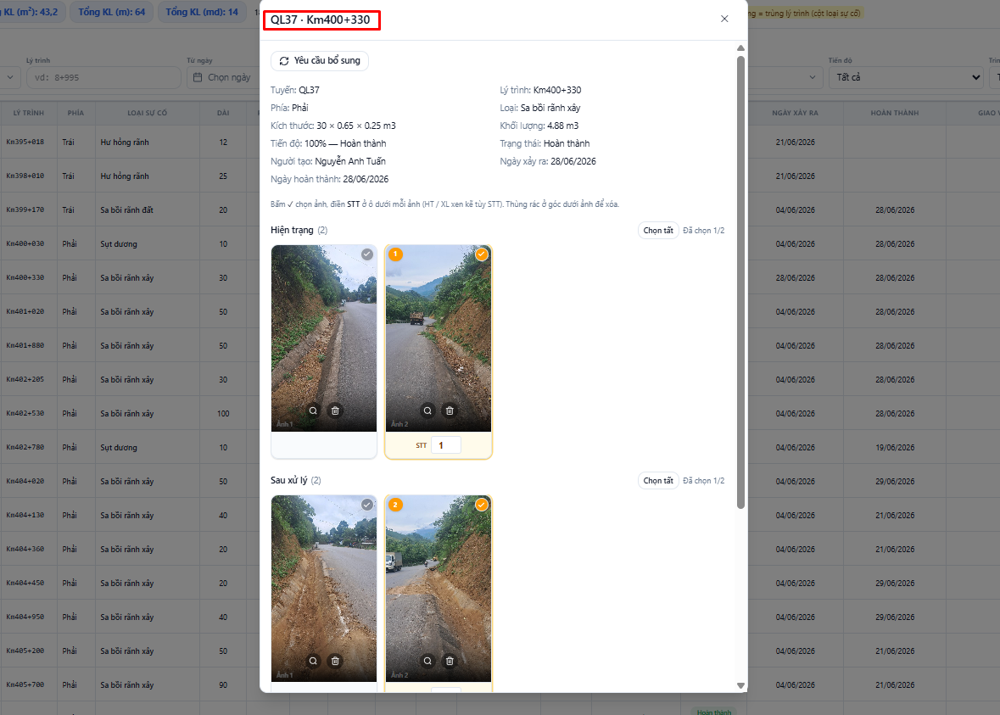 KL (m²): 43,2
Tổng KL (m): 64
Tổng KL (md): 14
QL37 · Km400+330
ng = trùng lý trình (cột loại sự cố)
Yêu cầu bổ sung
Lý trình
Từ ngày
Tiến độ
vd: 8+995
Chọn ngày
Tất cả
Tuyến: QL37
Lý trình: Km400+330
Phía: Phải
Loại: Sa bồi rãnh xây
Kích thước: 30 × 0.65 × 0.25 m3
Khối lượng: 4.88 m3
Tiến độ: 100% — Hoàn thành
Trạng thái: Hoàn thành
Người tạo: Nguyễn Anh Tuấn
Ngày xảy ra: 28/06/2026
Ngày hoàn thành: 28/06/2026
Bấm ✓ chọn ảnh, điền STT ở ô dưới mỗi ảnh (HT / XL xen kẽ tùy STT). Thùng rác ở góc dưới ảnh để xóa.
Hiện trạng (2)
Chọn tất
Đã chọn 1/2
1
Ảnh 1
Ảnh 2
STT 1
Sau xử lý (2)
Chọn tất
Đã chọn 1/2
2
Ảnh 1
Ảnh 2
LÝ TRÌNH PHÍA LOẠI SỰ CỐ DÀI NGÀY XẢY RA HOÀN THÀNH GIAO
Km395+018 Trái Hư hỏng rãnh 12 21/06/2026
Km398+010 Trái Hư hỏng rãnh 25 21/06/2026
Km399+170 Trái Sa bồi rãnh đất 20 04/06/2026 28/06/2026
Km400+030 Phải Sụt dương 10 04/06/2026 28/06/2026
Km400+330 Phải Sa bồi rãnh xây 30 28/06/2026 28/06/2026
Km401+020 Phải Sa bồi rãnh xây 50 04/06/2026 28/06/2026
Km401+880 Phải Sa bồi rãnh xây 50 04/06/2026 28/06/2026
Km402+205 Phải Sa bồi rãnh xây 30 04/06/2026 28/06/2026
Km402+530 Phải Sa bồi rãnh xây 100 04/06/2026 28/06/2026
Km402+780 Phải Sụt dương 10 04/06/2026 19/06/2026
Km404+020 Phải Sa bồi rãnh xây 50 04/06/2026 29/06/2026
Km404+130 Phải Sa bồi rãnh xây 40 04/06/2026 21/06/2026
Km404+360 Phải Sa bồi rãnh xây 20 04/06/2026 21/06/2026
Km404+450 Phải Sa bồi rãnh xây 20 04/06/2026 29/06/2026
Km404+950 Phải Sa bồi rãnh xây 40 04/06/2026 29/06/2026
Km405+200 Phải Sa bồi rãnh xây 50 04/06/2026 21/06/2026
Km405+700 Phải Sa bồi rãnh xây 90 04/06/2026 21/06/2026
Hoàn thành